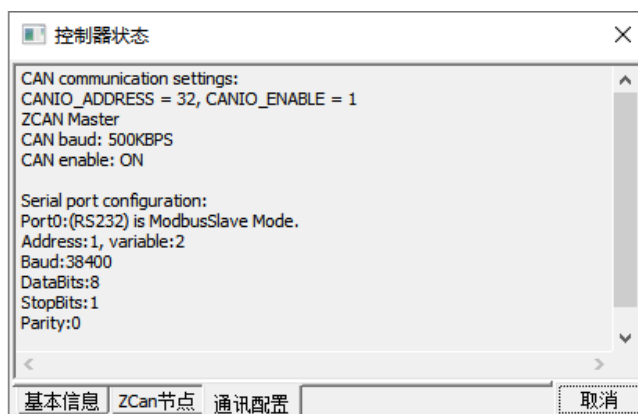 控制器状态
CAN communication settings:
CANIO_ADDRESS = 32, CANIO_ENABLE = 1
ZCAN Master
CAN baud: 500KBPS
CAN enable: ON
Serial port configuration:
Port0:(RS232) is ModbusSlave Mode.
Address:1, variable:2
Baud:38400
DataBits:8
StopBits:1
Parity:0
基本信息 ZCan节点 通讯配置 取消